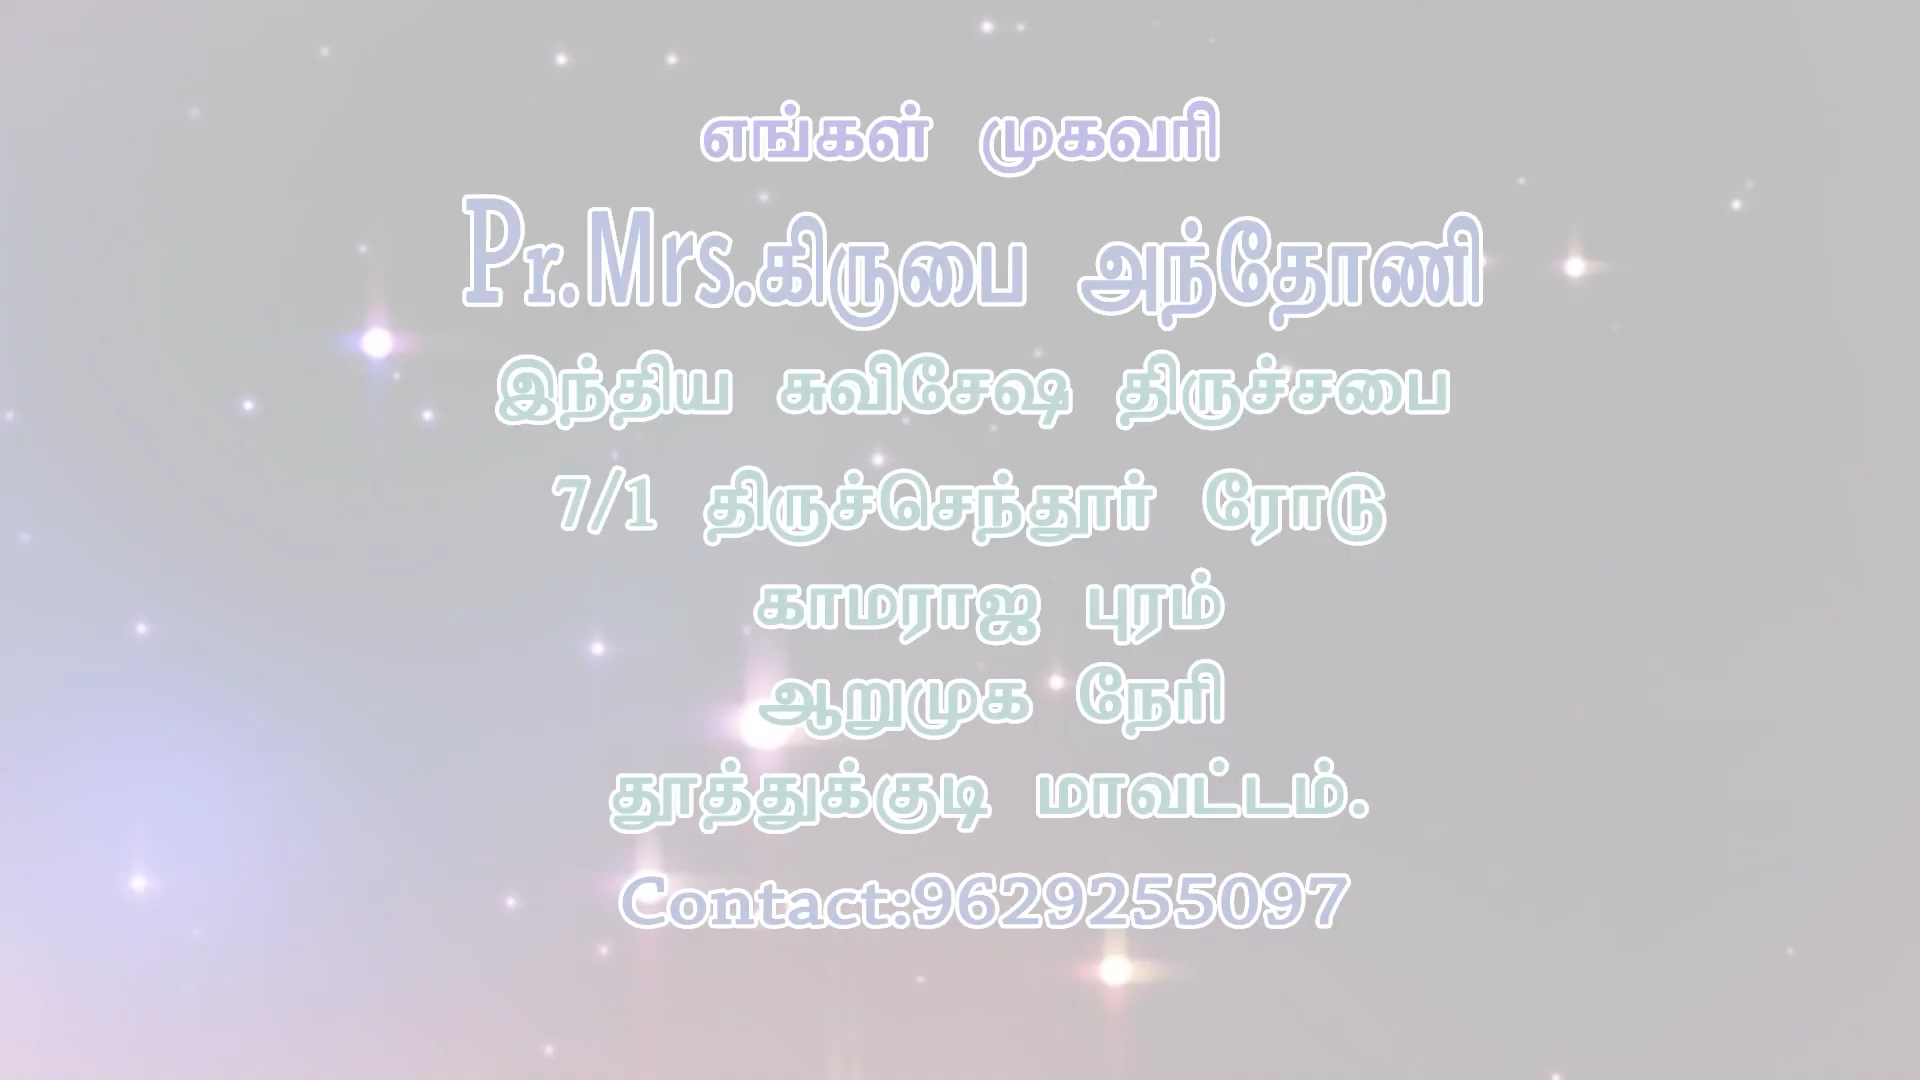 எங்கள் முகவரி
Pr.Mrs.கிருபை அந்தோணி
இந்திய சுவிசேஷ திருச்சபை
7/1 திருச்செந்தூர் ரோடு
காமராஜ புரம்
ஆறுமுக நேரி
தூத்துக்குடி மாவட்டம்.
Contact:9629255097